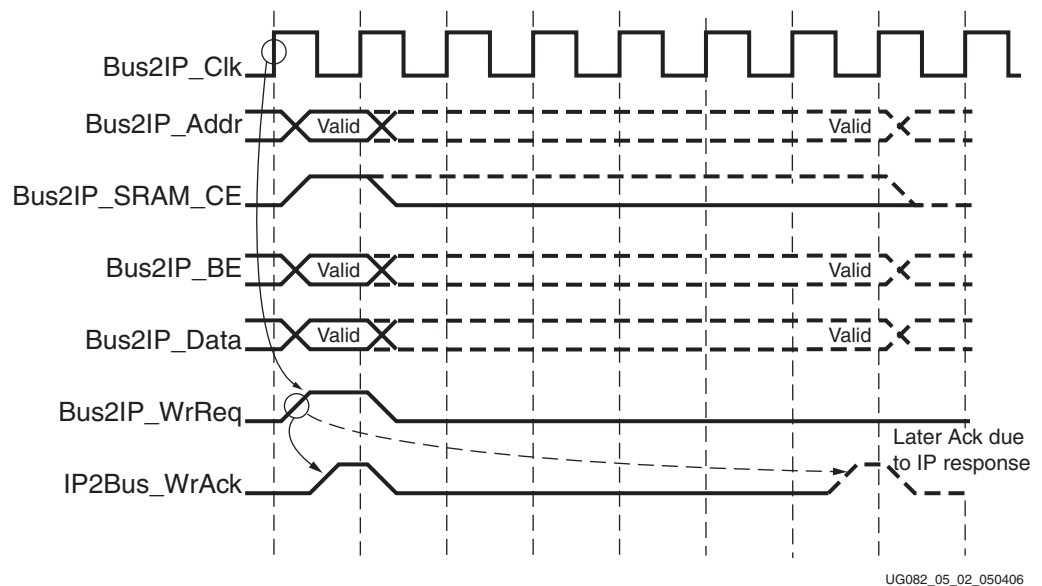 Bus2IP_Clk
Bus2IP_Addr
Valid
Valid
Bus2IP_SRAM_CE
Bus2IP_BE
Valid
Valid
Bus2IP_Data
Valid
Valid
Bus2IP_WrReq
Later Ack due
to IP response
IP2Bus_WrAck
UG082_05_02_050406